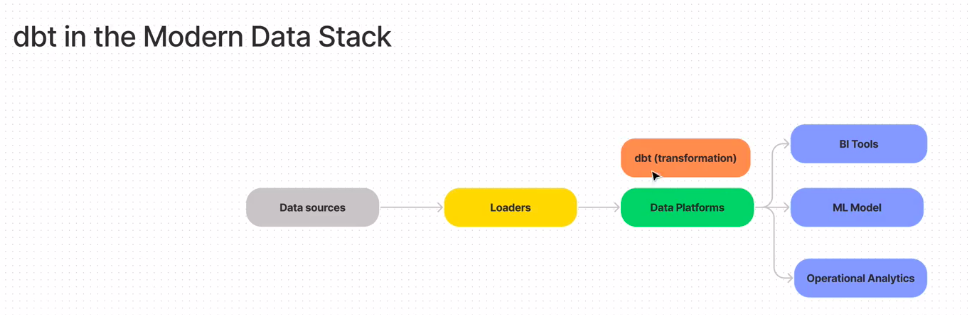 dbt in the Modern Data Stack
dbt (transformation)
BI Tools
Data sources
Loaders
Data Platforms
ML Model
Operational Analytics